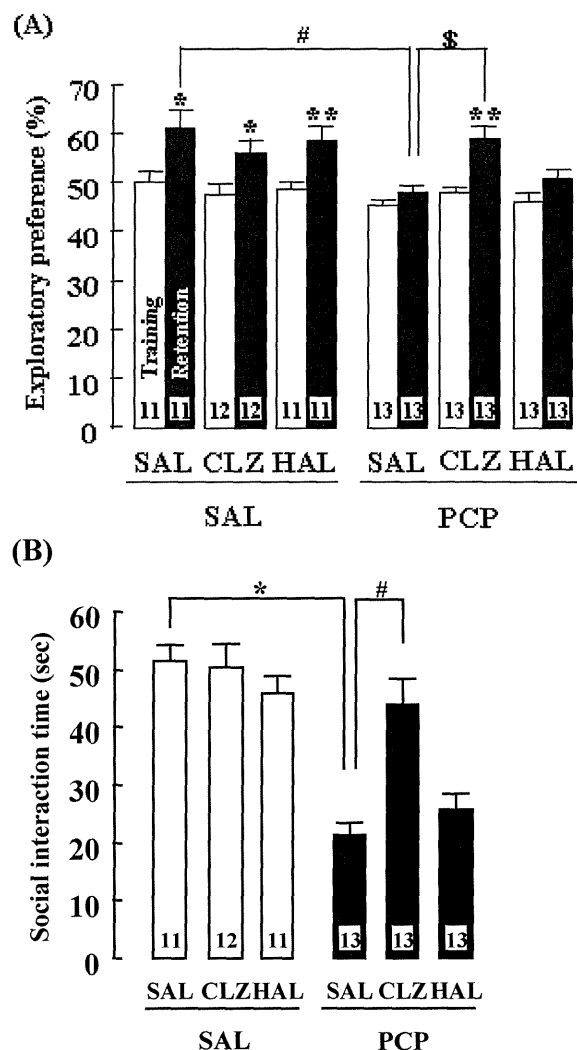 (A)
# $
Exploratory preference (%)
70
60
50
40
30
20
10
0
* * ** **
Training
Retention
11 11 12 12 11 11 13 13 13 13 13 13
SAL CLZ HAL SAL CLZ HAL
SAL PCP
(B)
* #
Social interaction time (sec)
60
50
40
30
20
10
0
11 12 11 13 13 13
SAL CLZ HAL SAL CLZ HAL
SAL PCP